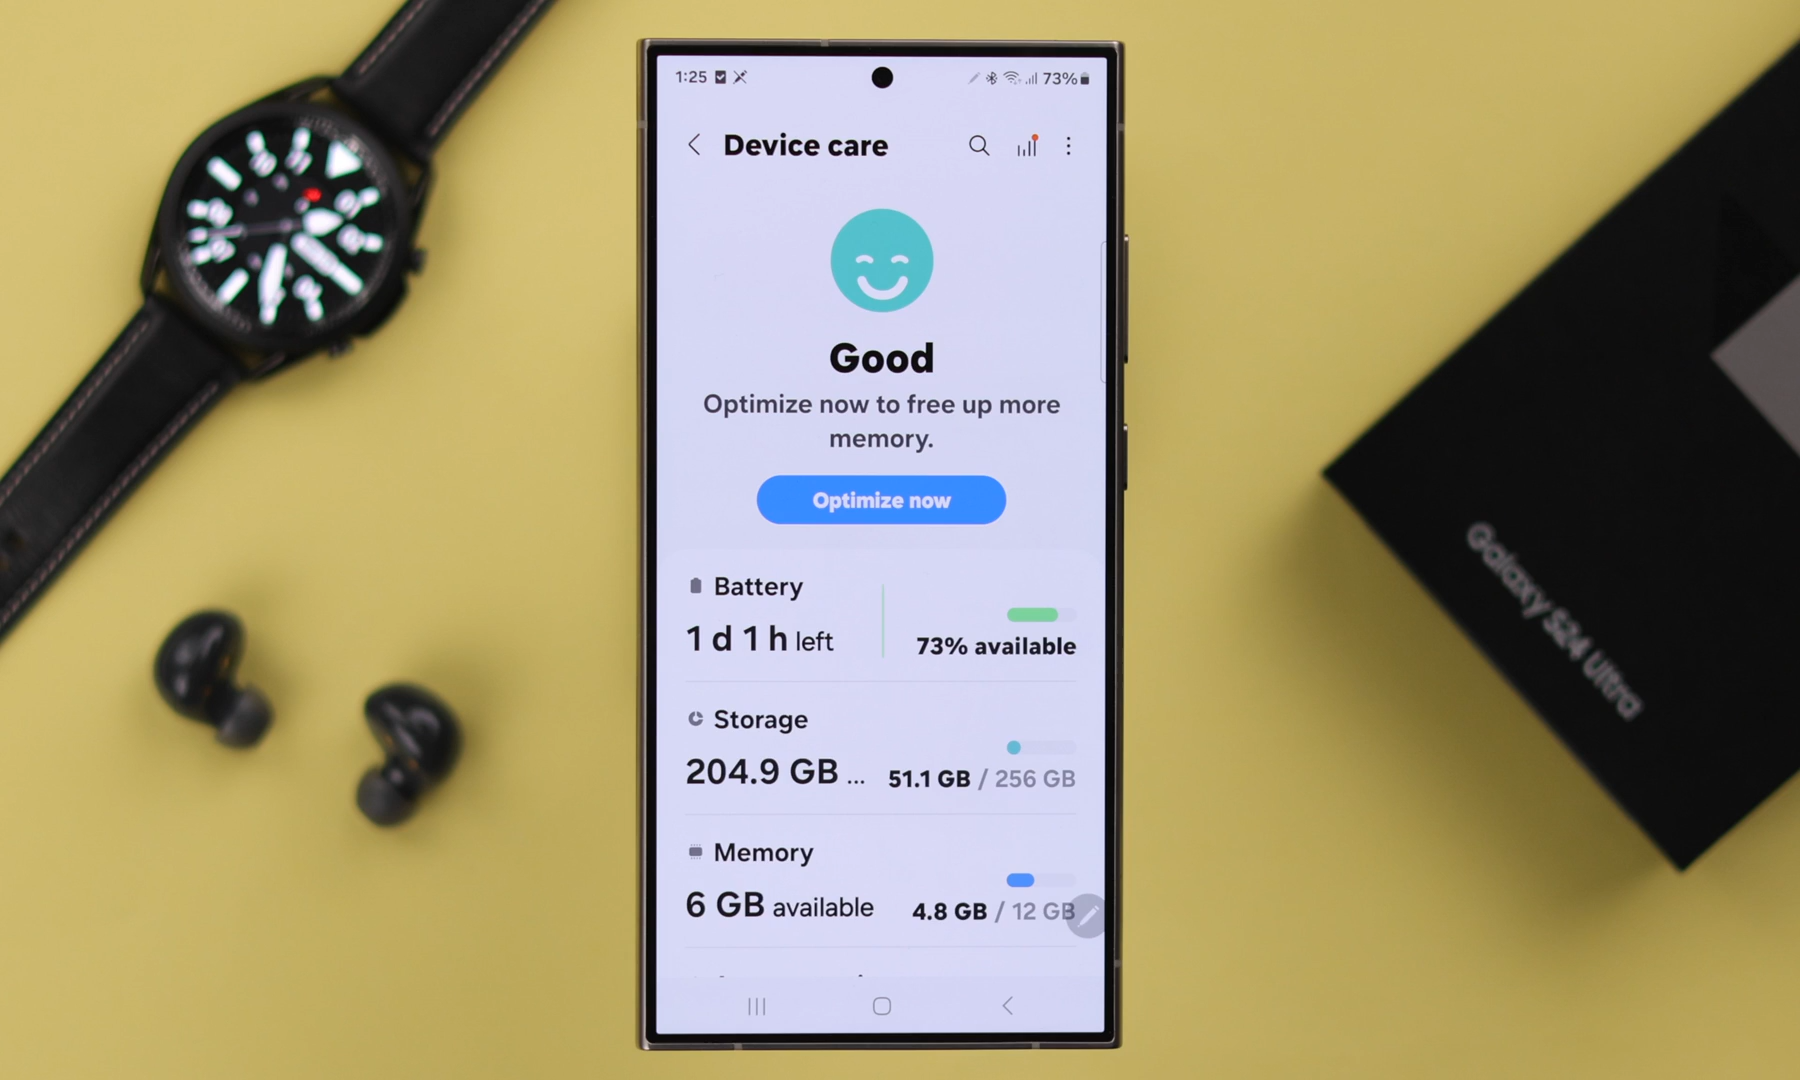 1:25
73%
Device care
Good
Optimize now to free up more
memory.
Optimize now
Battery
1 d 1 h left
73% available
Storage
204.9 GB ...
51.1 GB / 256 GB
Memory
6 GB available
4.8 GB / 12 GB
Galaxy S24 Ultra